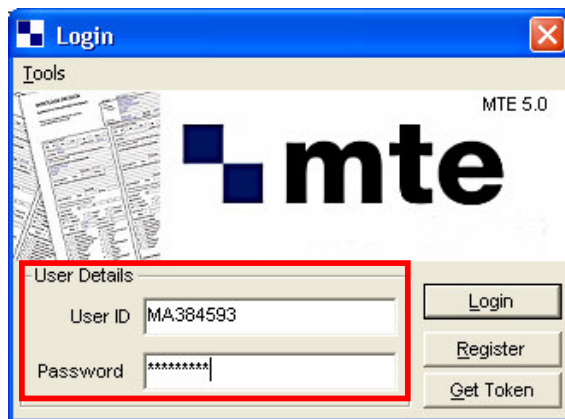 Login
Tools
MTE 5.0
mte
User Details
User ID MA384593
Password *********
Login
Register
Get Token